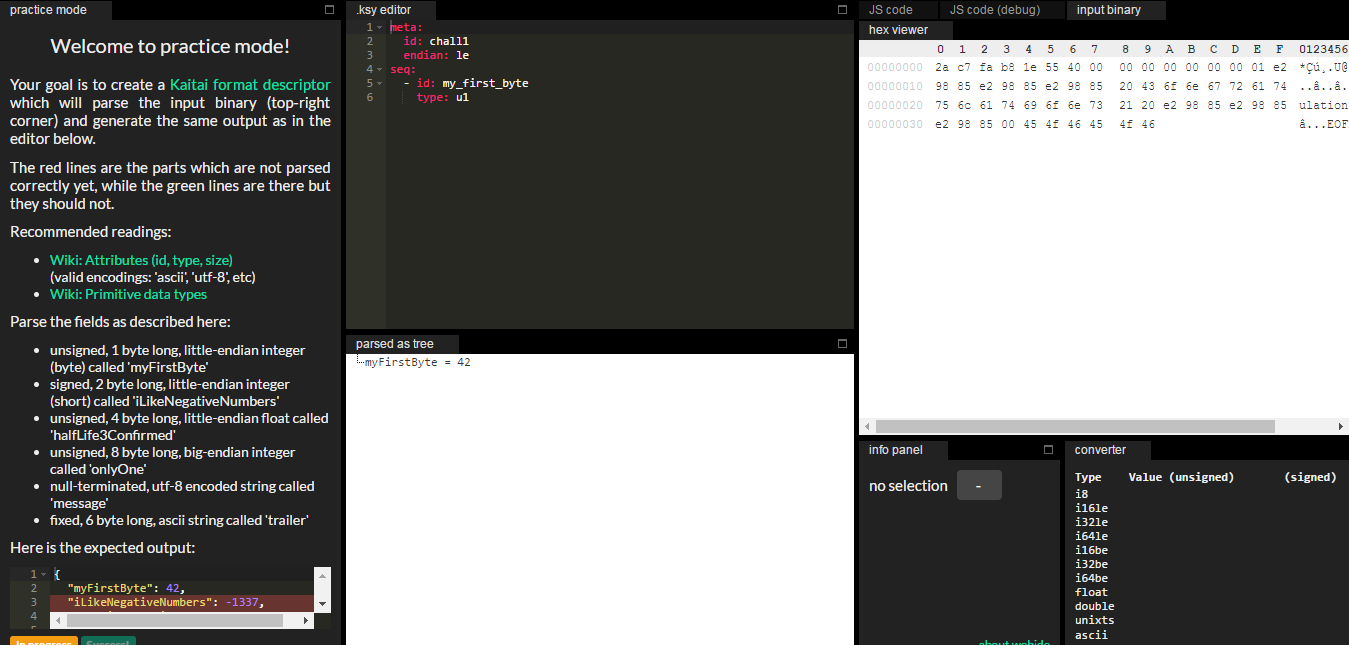 practice mode
Welcome to practice mode!
Your goal is to create a Kaitai format descriptor
which will parse the input binary (top-right
corner) and generate the same output as in the
editor below.
The red lines are the parts which are not parsed
correctly yet, while the green lines are there but
they should not.
Recommended readings:
Wiki: Attributes (id, type, size)
(valid encodings: 'ascii', 'utf-8', etc)
Wiki: Primitive data types
Parse the fields as described here:
unsigned, 1 byte long, little-endian integer
(byte) called 'myFirstByte'
signed, 2 byte long, little-endian integer
(short) called 'iLikeNegativeNumbers'
unsigned, 4 byte long, little-endian float called
'halfLife3Confirmed'
unsigned, 8 byte long, big-endian integer
called 'onlyOne'
null-terminated, utf-8 encoded string called
'message'
fixed, 6 byte long, ascii string called 'trailer'
Here is the expected output:
1 {
2 "myFirstByte": 42,
3 "iLikeNegativeNumbers": -1337,
4
In progress Success!
.ksy editor
1 meta:
2 id: chall1
3 endian: le
4 seq:
5 - id: my_first_byte
6 type: u1
parsed as tree
myFirstByte = 42
JS code JS code (debug) input binary
hex viewer
0 1 2 3 4 5 6 7 8 9 A B C D E F 0123456
00000000 2a c7 fa b8 1e 55 40 00 00 00 00 00 00 00 01 e2 *Çú¸.U@
00000010 98 85 e2 98 85 e2 98 85 20 43 6f 6e 67 72 61 74 ..â..â.
00000020 75 6c 61 74 69 6f 6e 73 21 20 e2 98 85 e2 98 85 ulation
00000030 e2 98 85 00 45 4f 46 45 4f 46 â...EOF
info panel
no selection -
about webide
converter
Type Value (unsigned) (signed)
i8
i16le
i32le
i64le
i16be
i32be
i64be
float
double
unixts
ascii